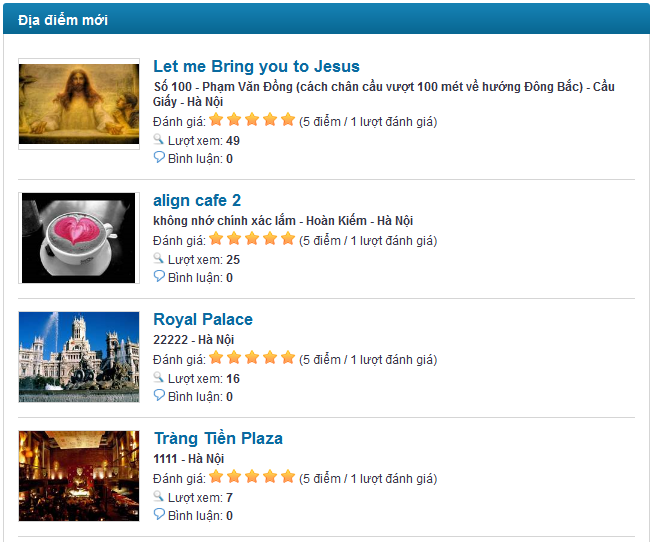 Địa điểm mới
Let me Bring you to Jesus
Số 100 - Phạm Văn Đồng (cách chân cầu vượt 100 mét về hướng Đông Bắc) - Cầu
Giấy - Hà Nội
Đánh giá: (5 điểm / 1 lượt đánh giá)
Lượt xem: 49
Bình luận: 0
align cafe 2
không nhớ chính xác lắm - Hoàn Kiếm - Hà Nội
Đánh giá: (5 điểm / 1 lượt đánh giá)
Lượt xem: 25
Bình luận: 0
Royal Palace
22222 - Hà Nội
Đánh giá: (5 điểm / 1 lượt đánh giá)
Lượt xem: 16
Bình luận: 0
Tràng Tiền Plaza
1111 - Hà Nội
Đánh giá: (5 điểm / 1 lượt đánh giá)
Lượt xem: 7
Bình luận: 0